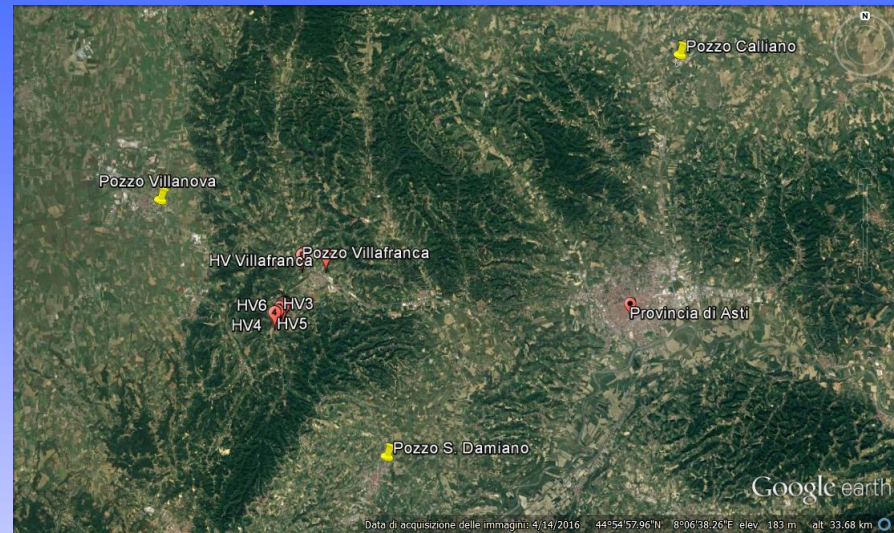 N
Pozzo Calliano
Pozzo Villanova
HV Villafranca
Pozzo Villafranca
HV6
HV3
HV4
HV5
Provincia di Asti
Pozzo S. Damiano
Google earth
Data di acquisizione delle immagini: 4/14/2016 44°54'57.96"N 8°06'38.26"E elev 183 m alt 33.68 km